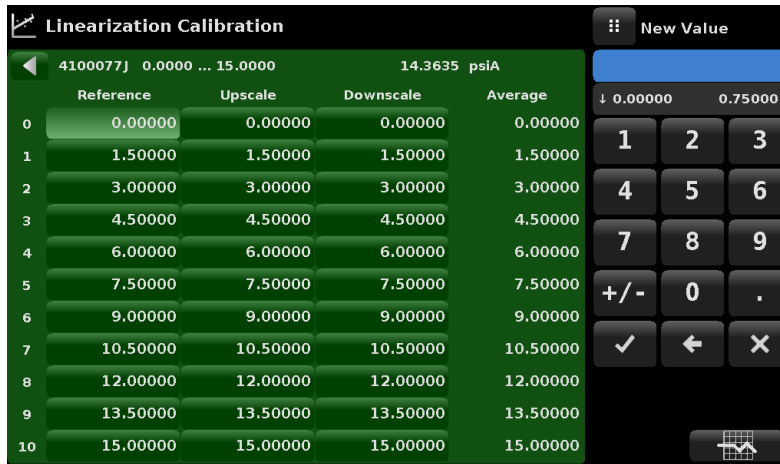 Linearization Calibration
4100077J 0.0000 ... 15.0000 14.3635 psiA
Reference Upscale Downscale Average
0 0.00000 0.00000 0.00000 0.00000
1 1.50000 1.50000 1.50000 1.50000
2 3.00000 3.00000 3.00000 3.00000
3 4.50000 4.50000 4.50000 4.50000
4 6.00000 6.00000 6.00000 6.00000
5 7.50000 7.50000 7.50000 7.50000
6 9.00000 9.00000 9.00000 9.00000
7 10.50000 10.50000 10.50000 10.50000
8 12.00000 12.00000 12.00000 12.00000
9 13.50000 13.50000 13.50000 13.50000
10 15.00000 15.00000 15.00000 15.00000
New Value
↓ 0.00000 0.75000
1 2 3
4 5 6
7 8 9
+/- 0 .